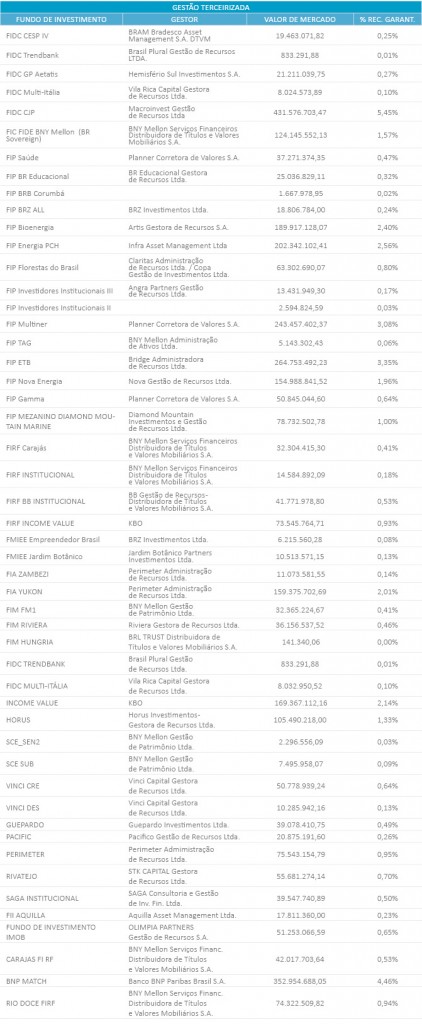 GESTÃO TERCEIRIZADA
FUNDO DE INVESTIMENTO GESTOR VALOR DE MERCADO % REC. GARANT.
FIDC CESP IV BRAM Bradesco Asset Management S.A. DTVM 19.463.071,82 0,25%
FIDC Trendbank Brasil Plural Gestão de Recursos LTDA. 833.291,88 0,01%
FIDC GP Aetatis Hemisfério Sul Investimentos S.A. 21.211.039,75 0,27%
FIDC Multi-Itália Vila Rica Capital Gestora de Recursos Ltda. 8.024.573,89 0,10%
FIDC CJP Macroinvest Gestão de Recursos Ltda 431.576.703,47 5,45%
FIC FIDE BNY Mellon (BR Sovereign) BNY Mellon Serviços Financeiros Distribuidora de Títulos e Valores Mobiliários S.A. 124.145.552,13 1,57%
FIP Saúde Planner Corretora de Valores S.A. 37.271.374,35 0,47%
FIP BR Educacional BR Educacional Gestora de Recursos Ltda. 25.036.829,11 0,32%
FIP BRB Corumbá 1.667.978,95 0,02%
FIP BRZ ALL BRZ Investimentos Ltda. 18.806.784,00 0,24%
FIP Bioenergia Artis Gestora de Recursos S.A. 189.917.128,07 2,40%
FIP Energia PCH Infra Asset Management Ltda 202.342.102,41 2,56%
FIP Florestas do Brasil Claritas Administração de Recursos Ltda. / Copa Gestão de Investimentos Ltda. 63.302.690,07 0,80%
FIP Investidores Institucionais III Angra Partners Gestão de Recursos Ltda. 13.431.949,30 0,17%
FIP Investidores Institucionais II 2.594.824,59 0,03%
FIP Multiner Planner Corretora de Valores S.A. 243.457.402,37 3,08%
FIP TAG BNY Mellon Administração de Ativos Ltda. 5.143.302,43 0,06%
FIP ETB Bridge Administradora de Recursos Ltda. 264.753.492,23 3,35%
FIP Nova Energia Nova Gestão de Recursos Ltda. 154.988.841,52 1,96%
FIP Gamma Planner Corretora de Valores S.A. 50.845.044,60 0,64%
FIP MEZANINO DIAMOND MOU- TAIN MARINE Diamond Mountain Investimentos e Gestão de Recursos Ltda. 78.732.502,78 1,00%
FIRF Carajás BNY Mellon Serviços Financeiros Distribuidora de Títulos e Valores Mobiliários S.A. 32.304.415,30 0,41%
FIRF INSTITUCIONAL BNY Mellon Serviços Financeiros Distribuidora de Títulos e Valores Mobiliários S.A. 14.584.892,09 0,18%
FIRF BB INSTITUCIONAL BB Gestão de Recursos- Distribuidora de Títulos e Valores Mobiliários S.A. 41.771.978,80 0,53%
FIRF INCOME VALUE KBO 73.545.764,71 0,93%
FMIEE Empreendedor Brasil BRZ Investimentos Ltda. 6.215.560,28 0,08%
FMIEE Jardim Botânico Jardim Botânico Partners Investimentos Ltda. 10.513.571,15 0,13%
FIA ZAMBEZI Perimeter Administração de Recursos Ltda. 11.073.581,55 0,14%
FIA YUKON Perimeter Administração de Recursos Ltda. 159.375.702,69 2,01%
FIM FM1 BNY Mellon Gestão de Patrimônio Ltda. 32.365.224,67 0,41%
FIM RIVIERA Riviera Gestora de Recursos Ltda. 36.156.537,52 0,46%
FIM HUNGRIA BRL TRUST Distribuidora de Títulos e Valores Mobiliários S.A. 141.340,06 0,00%
FIDC TRENDBANK Brasil Plural Gestão de Recursos Ltda. 833.291,88 0,01%
FIDC MULTI-ITÁLIA Vila Rica Capital Gestora de Recursos Ltda. 8.032.950,52 0,10%
INCOME VALUE KBO 169.367.112,16 2,14%
HORUS Horus Investimentos- Gestora de Recursos Ltda. 105.490.218,00 1,33%
SCE_SEN2 BNY Mellon Gestão de Patrimônio Ltda. 2.296.556,09 0,03%
SCE SUB BNY Mellon Gestão de Patrimônio Ltda. 7.495.958,07 0,09%
VINCI CRE Vinci Capital Gestora de Recursos Ltda. 50.778.939,24 0,64%
VINCI DES Vinci Capital Gestora de Recursos Ltda. 10.285.942,16 0,13%
GUEPARDO Guepardo Investimentos Ltda. 39.078.410,75 0,49%
PACIFIC Pacifico Gestão de Recursos Ltda. 20.875.191,60 0,26%
PERIMETER Perimeter Administração de Recursos Ltda. 75.543.154,79 0,95%
RIVATEJO STK CAPITAL Gestora de Recursos Ltda. 55.681.274,14 0,70%
SAGA INSTITUCIONAL SAGA Consultoria e Gestão de Inv. Fin. Ltda. 39.547.740,89 0,50%
FII AQUILLA Aquilla Asset Management Ltda. 17.811.360,00 0,23%
FUNDO DE INVESTIMENTO IMOB OLIMPIA PARTNERS Gestão de Recursos S.A. 51.253.066,59 0,65%
CARAJAS FI RF BNY Mellon Serviços Financ. Distribuidora de Títulos e Valores Mobiliários S.A. 42.017.703,64 0,53%
BNP MATCH Banco BNP Paribas Brasil S.A. 352.954.688,05 4,46%
RIO DOCE FIRF BNY Mellon Serviços Financ. Distribuidora de Títulos e Valores Mobiliários S.A. 74.322.509,82 0,94%